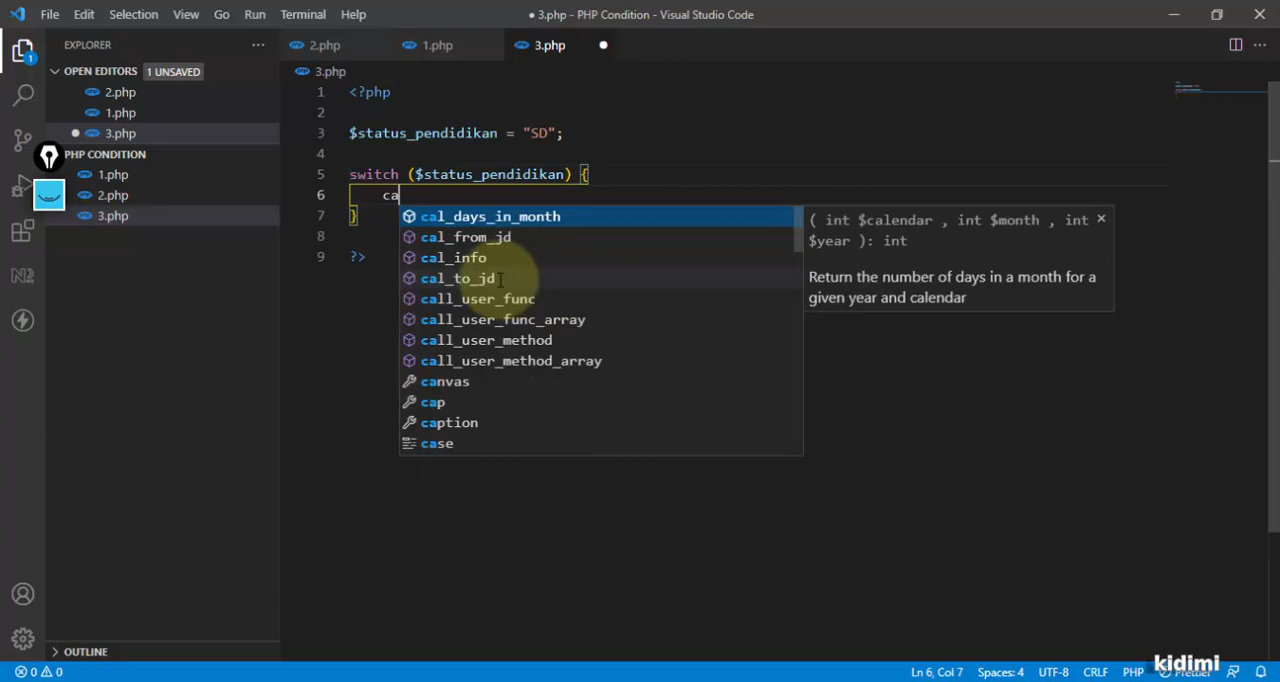 File Edit Selection View Go Run Terminal Help
● 3.php - PHP Condition - Visual Studio Code
EXPLORER
OPEN EDITORS 1 UNSAVED
2.php
1.php
3.php
PHP CONDITION
1.php
2.php
3.php
OUTLINE
2.php 1.php 3.php
3.php
1 <?php
2
3 $status_pendidikan = "SD";
4
5 switch ($status_pendidikan) {
6 ca
7 }
8
9 ?>
cal_days_in_month
cal_from_jd
cal_info
cal_to_jd
call_user_func
call_user_func_array
call_user_method
call_user_method_array
canvas
cap
caption
case
( int $calendar , int $month , int
$year ): int
Return the number of days in a month for a
given year and calendar
1
N2
0 0
Ln 6, Col 7 Spaces: 4 UTF-8 CRLF PHP Prettier
kidimi